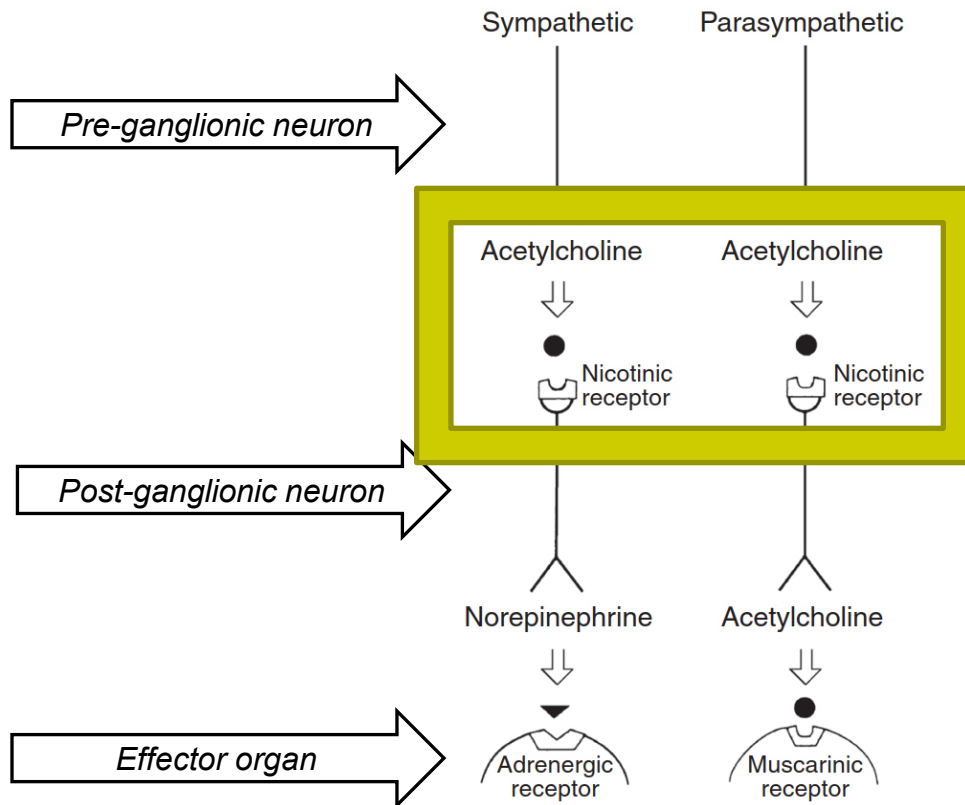 Sympathetic
Parasympathetic
Pre-ganglionic neuron
Acetylcholine
Acetylcholine
Nicotinic
receptor
Nicotinic
receptor
Post-ganglionic neuron
Norepinephrine
Acetylcholine
Effector organ
Adrenergic
receptor
Muscarinic
receptor